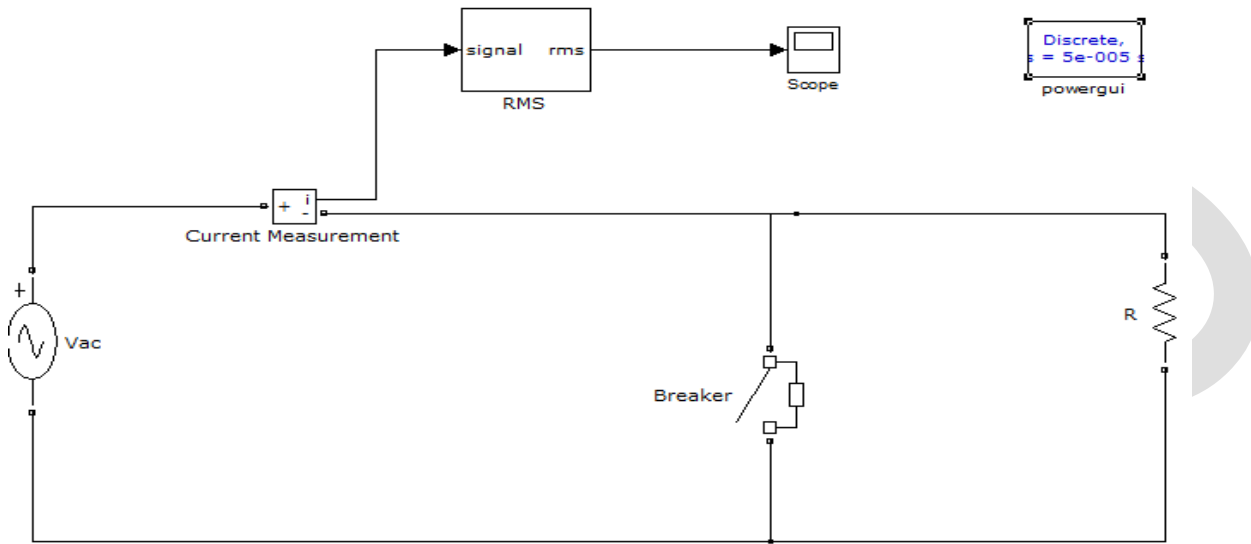 signal rms
RMS
Scope
Discrete,
s = 5e-005 s
powergui
+ i
-
Current Measurement
+
Vac
Breaker
R